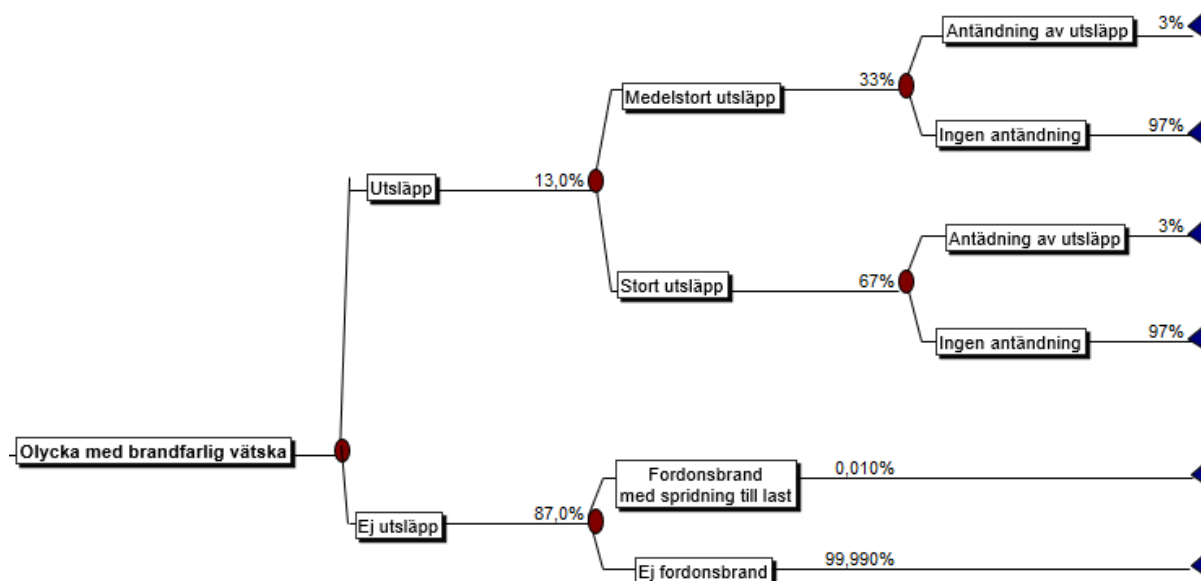 Antändning av utsläpp 3%
Medelstort utsläpp 33%
Ingen antändning 97%
Utsläpp 13,0%
Antädning av utsläpp 3%
Stort utsläpp 67%
Ingen antändning 97%
Olycka med brandfarlig vätska
Fordonsbrand 0,010%
med spridning till last
Ej utsläpp 87,0%
Ej fordonsbrand 99,990%